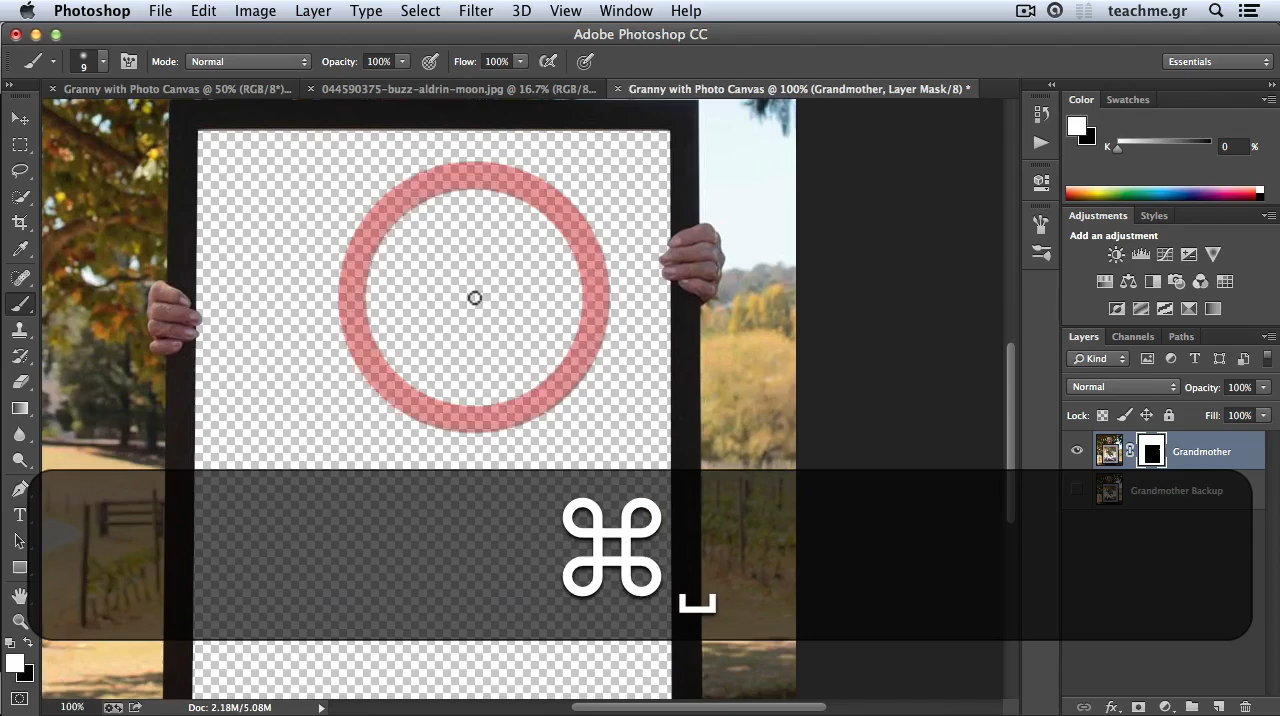 Photoshop File Edit Image Layer Type Select Filter 3D View Window Help teachme.gr
Adobe Photoshop CC
9 Mode: Normal Opacity: 100% Flow: 100% Essentials
Granny with Photo Canvas @ 50% (RGB/8*)... 044590375-buzz-aldrin-moon.jpg @ 16.7% (RGB/8... Granny with Photo Canvas @ 100% (Grandmother, Layer Mask/8) *
Color Swatches
K 0 %
Adjustments Styles
Add an adjustment
Layers Channels Paths
Kind
Normal Opacity: 100%
Lock: Fill: 100%
Grandmother
Grandmother Backup
⌘ ␣
100% Doc: 2.18M/5.08M